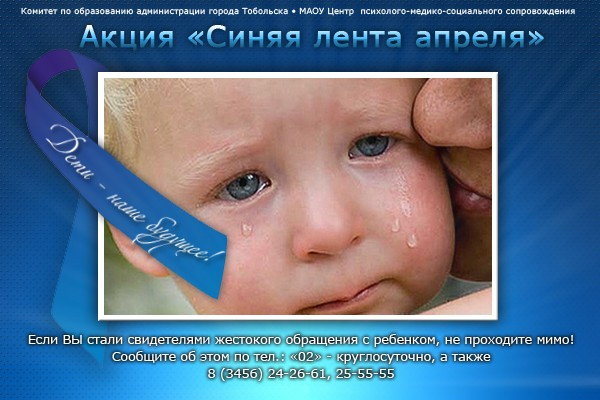 Комитет по образованию администрации города Тобольска • МАОУ Центр психолого-медико-социального сопровождения
Акция «Синяя лента апреля»
Дети - наше будущее!
Если ВЫ стали свидетелями жестокого обращения с ребенком, не проходите мимо!
Сообщите об этом по тел.: «02» - круглосуточно, а также
8 (3456) 24-26-61, 25-55-55